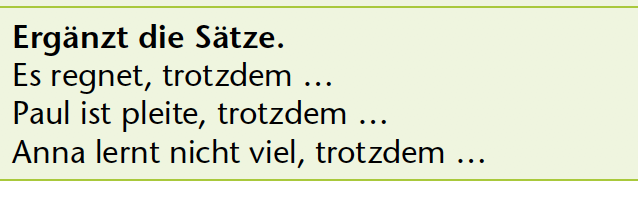 Ergänzt die Sätze.
Es regnet, trotzdem …
Paul ist pleite, trotzdem …
Anna lernt nicht viel, trotzdem …